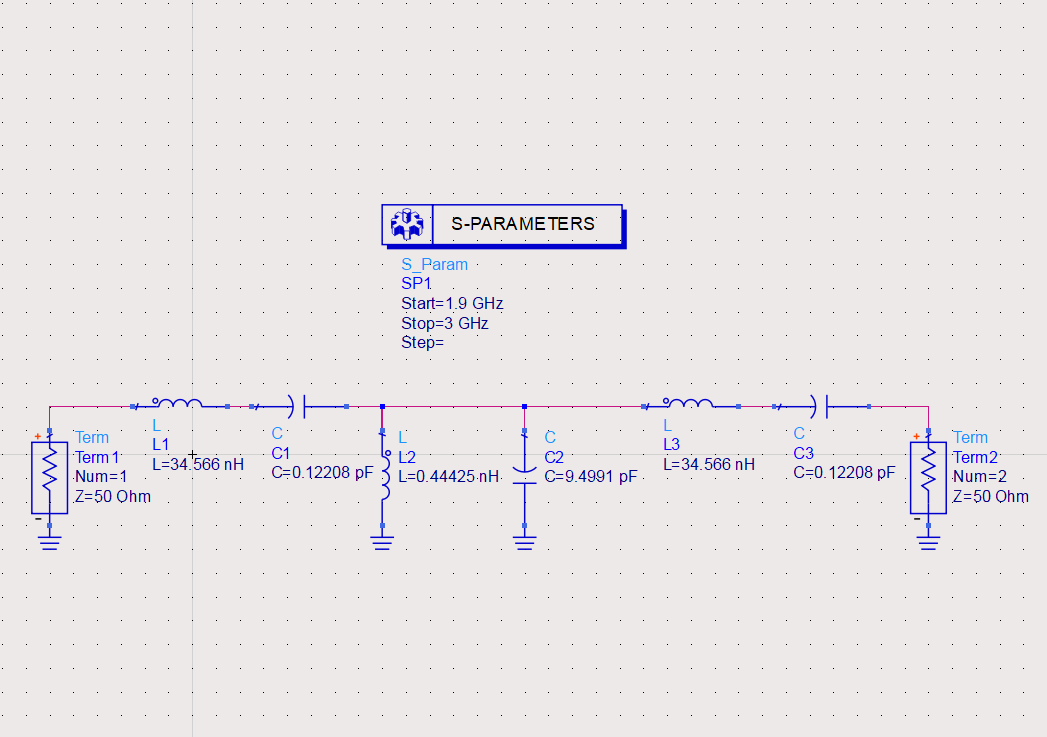 S-PARAMETERS
S_Param
SP1
Start=1.9 GHz
Stop=3 GHz
Step=
Term
Term1
Num=1
Z=50 Ohm
L
L1
L=34.566 nH
C
C1
C=0.12208 pF
L
L2
L=0.44425 nH
C
C2
C=9.4991 pF
L
L3
L=34.566 nH
C
C3
C=0.12208 pF
Term
Term2
Num=2
Z=50 Ohm